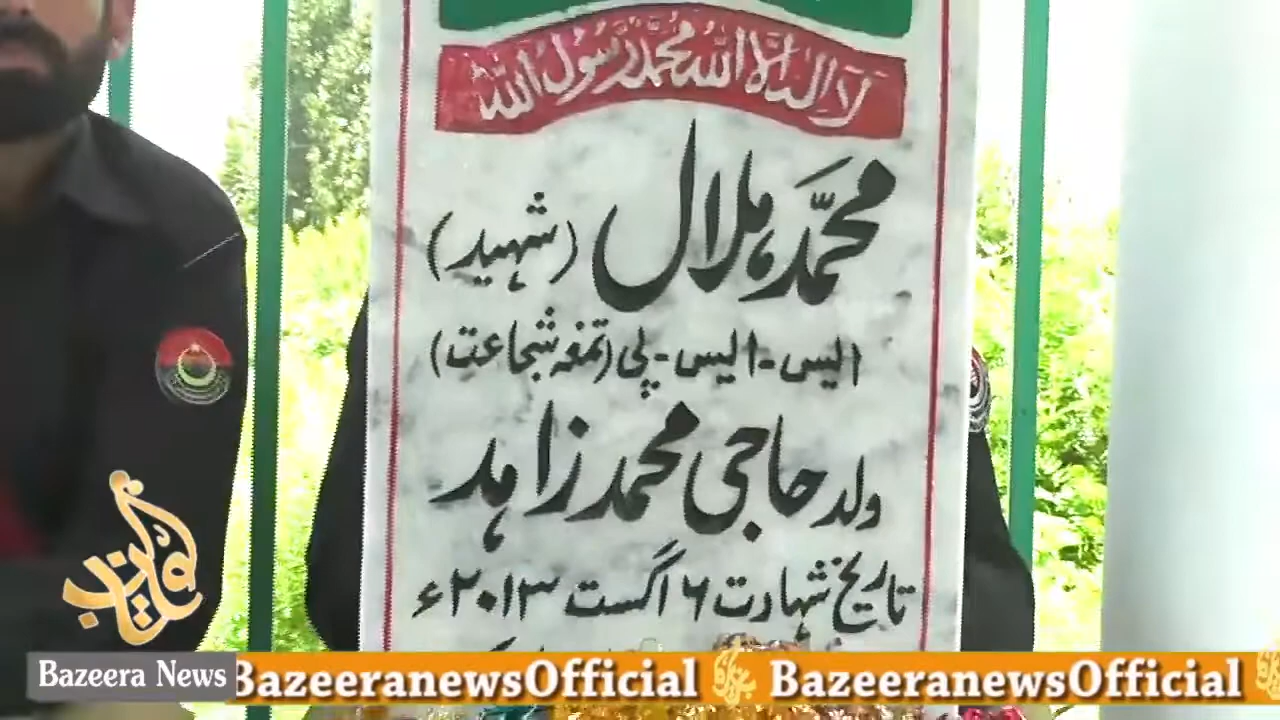 لا الہ الا اللہ محمد رسول اللہ
محمّد ہلال (شہید)
ایس-ایس-پی (تمغہ شجاعت)
ولد حاجی محمد زاہد
تاریخ شہادت ۶ اگست ۲۰۱۳ء
Bazeera News
BazeeranewsOfficial BazeeranewsOfficial